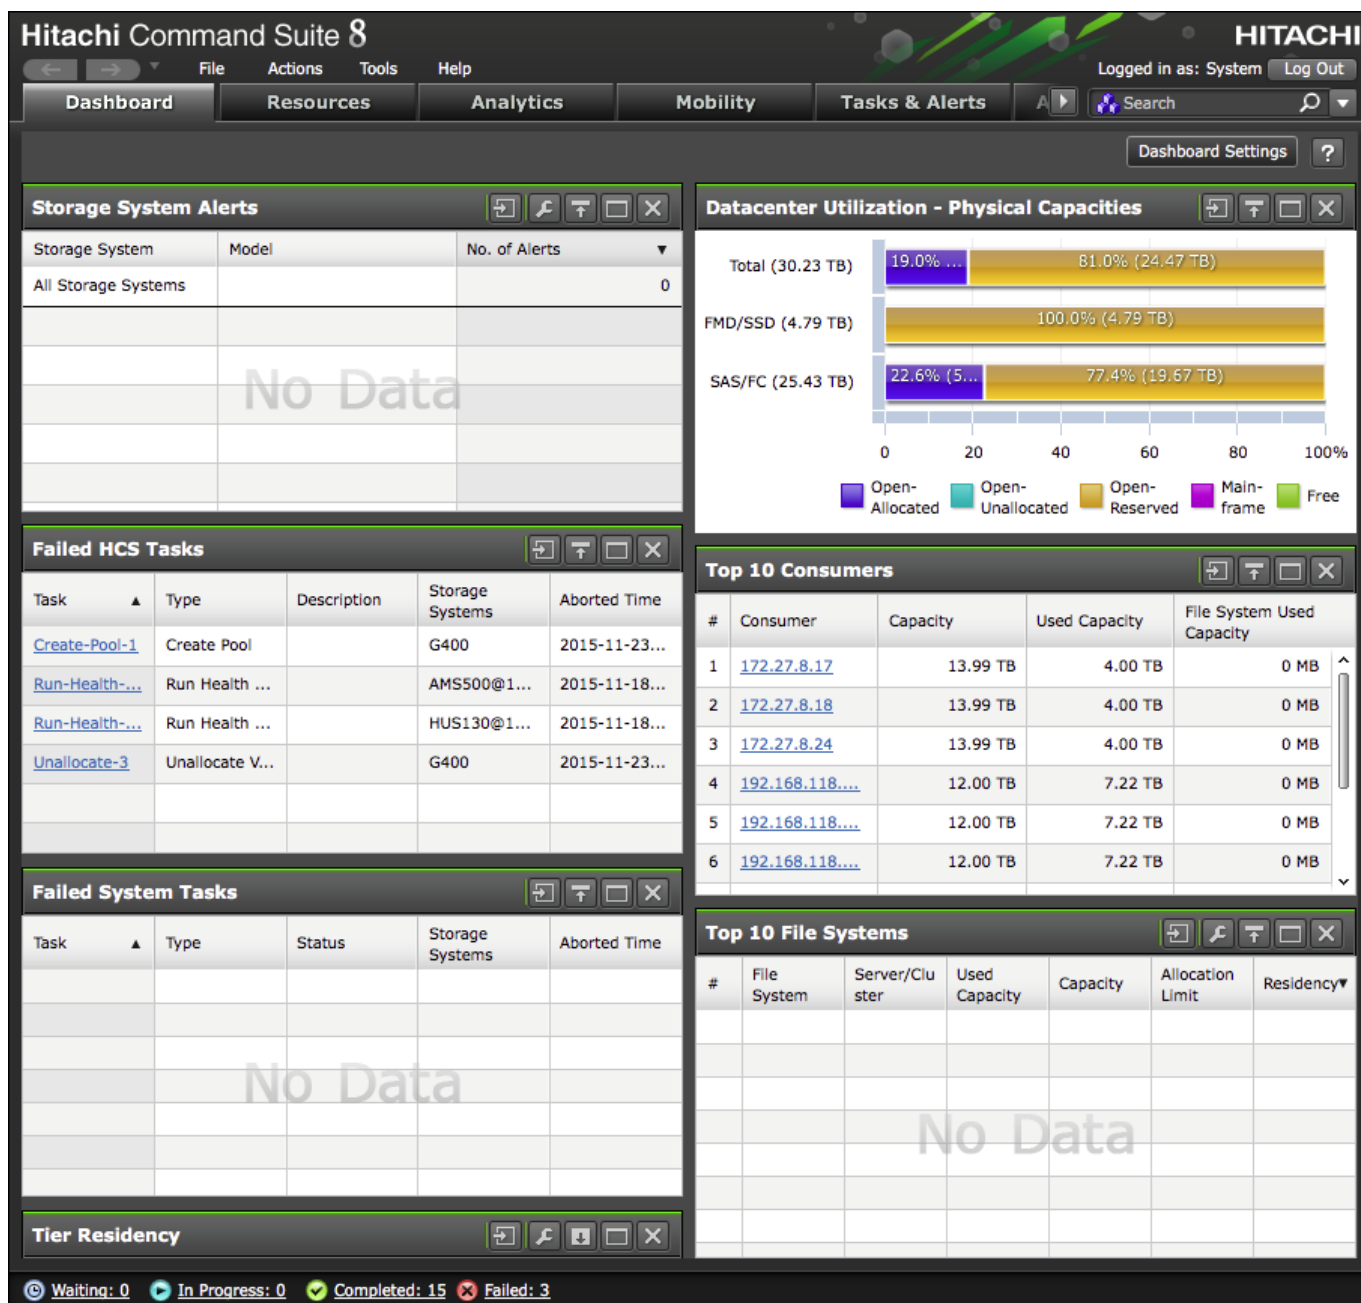 Hitachi Command Suite 8
HITACHI
File Actions Tools Help
Logged in as: System Log Out
Dashboard Resources Analytics Mobility Tasks & Alerts
Search
Dashboard Settings ?
Storage System Alerts
Storage System Model No. of Alerts ▼
All Storage Systems 0
No Data
Failed HCS Tasks
Task ▲ Type Description Storage Systems Aborted Time
Create-Pool-1 Create Pool G400 2015-11-23...
Run-Health-... Run Health ... AMS500@1... 2015-11-18...
Run-Health-... Run Health ... HUS130@1... 2015-11-18...
Unallocate-3 Unallocate V... G400 2015-11-23...
Failed System Tasks
Task ▲ Type Status Storage Systems Aborted Time
No Data
Tier Residency
Datacenter Utilization - Physical Capacities
Total (30.23 TB) 19.0% ... 81.0% (24.47 TB)
FMD/SSD (4.79 TB) 100.0% (4.79 TB)
SAS/FC (25.43 TB) 22.6% (5... 77.4% (19.67 TB)
0 20 40 60 80 100%
Open-Allocated Open-Unallocated Open-Reserved Main-frame Free
Top 10 Consumers
# Consumer Capacity Used Capacity File System Used Capacity
1 172.27.8.17 13.99 TB 4.00 TB 0 MB
2 172.27.8.18 13.99 TB 4.00 TB 0 MB
3 172.27.8.24 13.99 TB 4.00 TB 0 MB
4 192.168.118.... 12.00 TB 7.22 TB 0 MB
5 192.168.118.... 12.00 TB 7.22 TB 0 MB
6 192.168.118.... 12.00 TB 7.22 TB 0 MB
Top 10 File Systems
# File System Server/Cluster Used Capacity Capacity Allocation Limit Residency▼
No Data
Waiting: 0 In Progress: 0 Completed: 15 Failed: 3